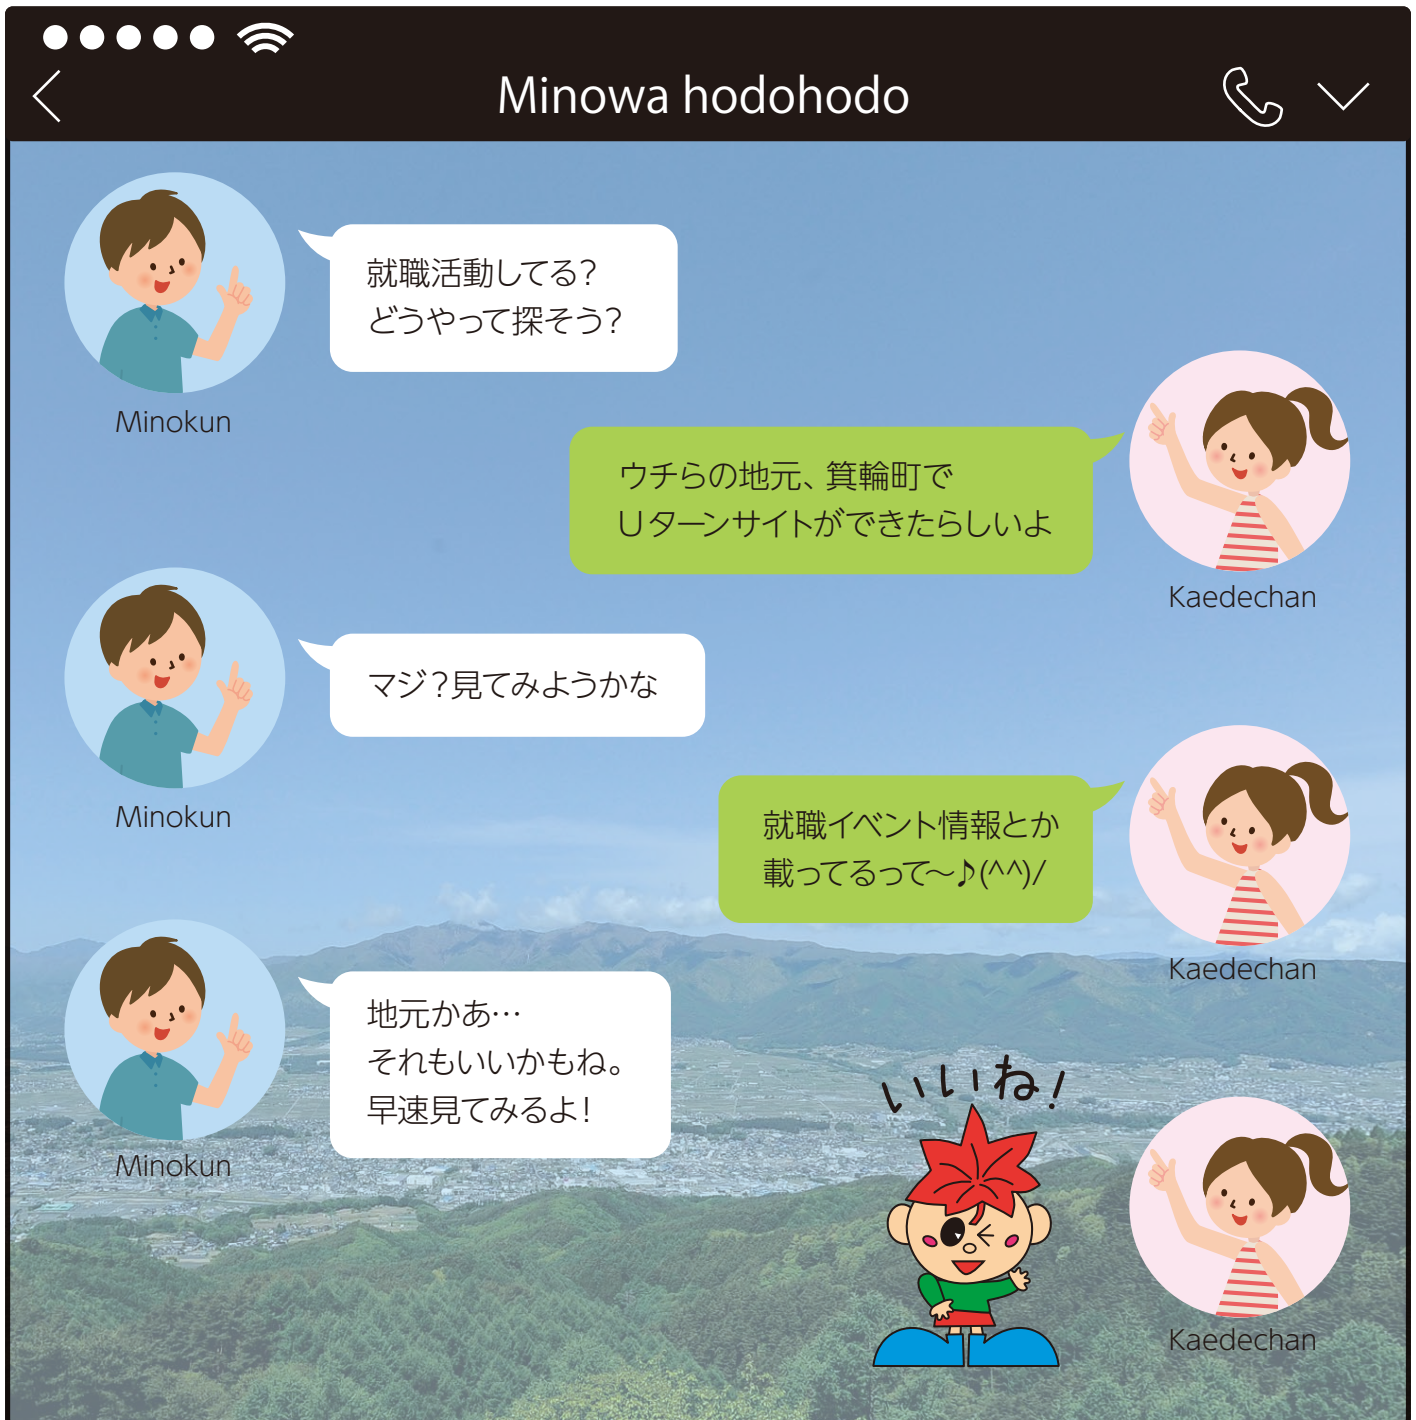 Minowa hodohodo
就職活動してる?
どうやって探そう?
Minokun
ウチらの地元、箕輪町で
Uターンサイトができたらしいよ
Kaedechan
マジ?見てみようかな
Minokun
就職イベント情報とか
載ってるって〜♪(^^)/
Kaedechan
地元かあ…
それもいいかもね。
早速見てみるよ!
Minokun
いいね!
Kaedechan